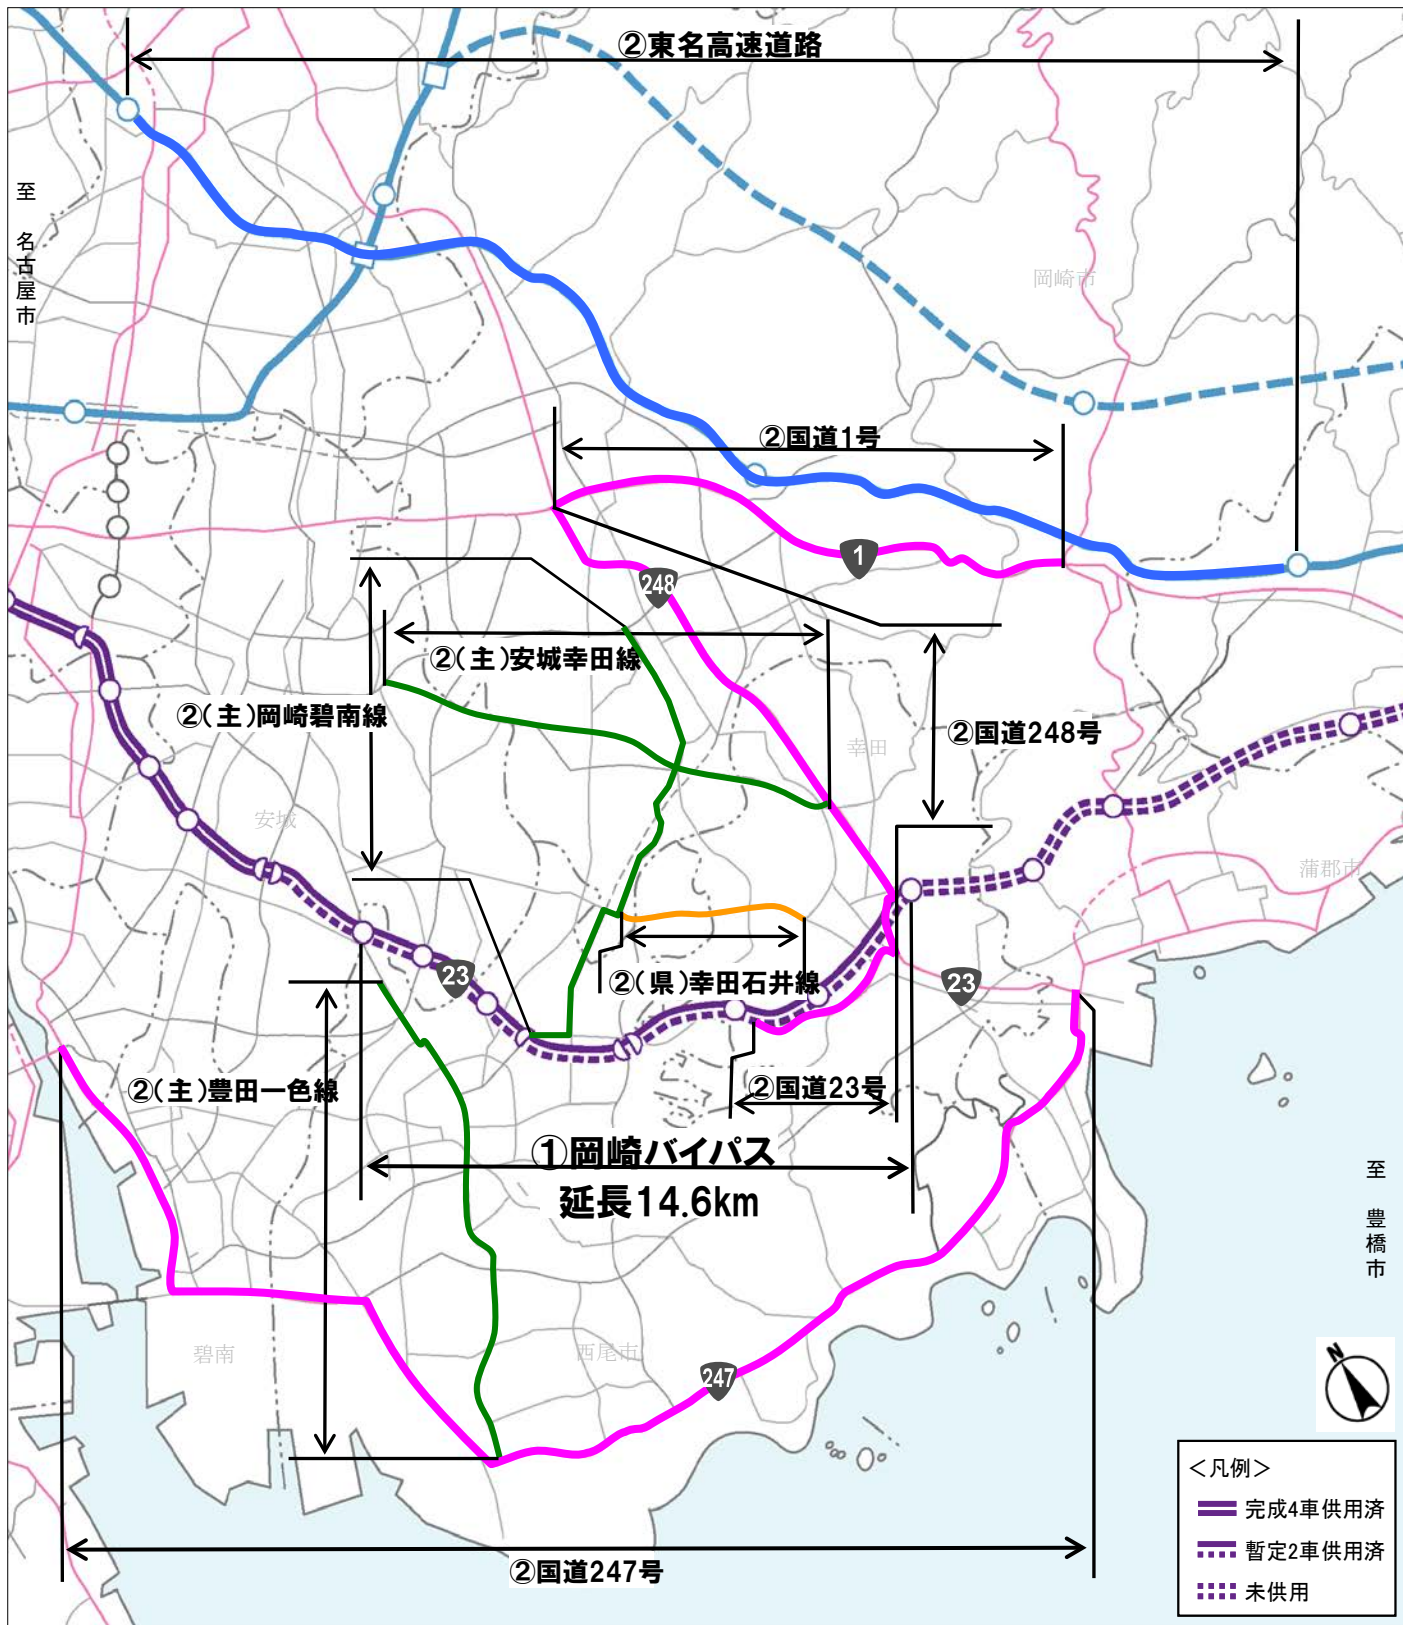 ②東名高速道路
至 名古屋市
岡崎市
②国道1号
1
248
②(主)安城幸田線
②(主)岡崎碧南線
②国道248号
幸田
安城
蒲郡市
23
②(県)幸田石井線
23
②(主)豊田一色線
②国道23号
①岡崎バイパス
延長14.6km
至 豊橋市
碧南
西尾市
247
N
②国道247号
＜凡例＞
完成4車供用済
暫定2車供用済
未供用